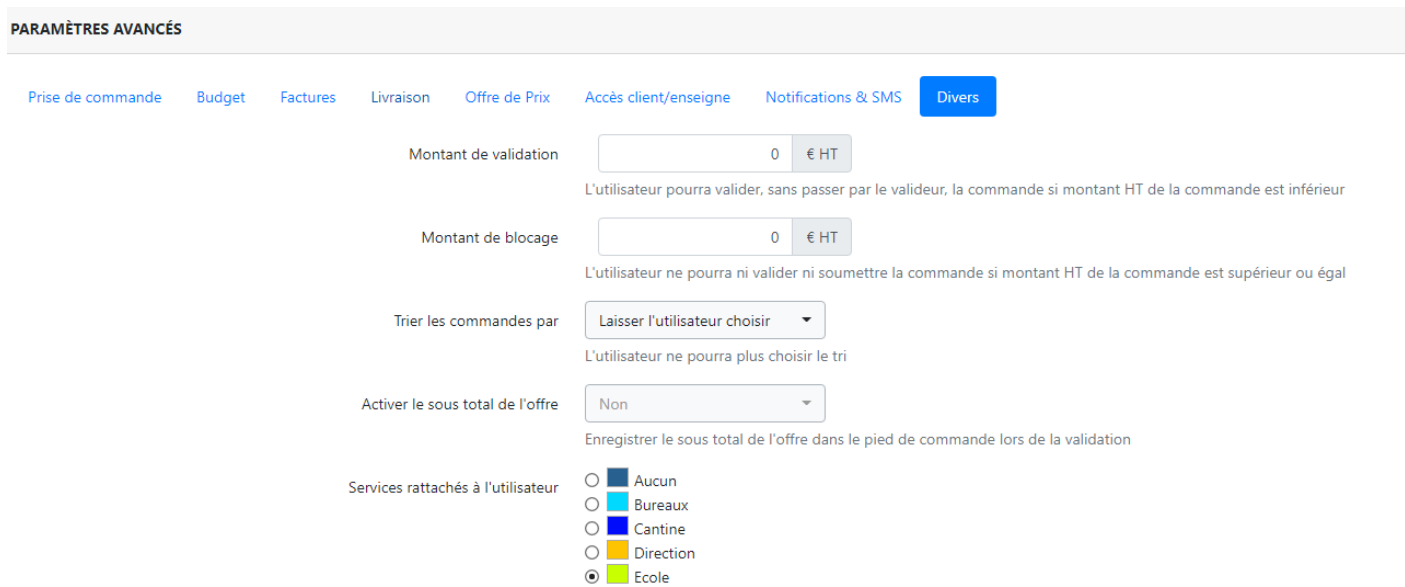 PARAMÈTRES AVANCÉS
Prise de commande Budget Factures Livraison Offre de Prix Accès client/enseigne Notifications & SMS Divers
Montant de validation 0 € HT
L'utilisateur pourra valider, sans passer par le valideur, la commande si montant HT de la commande est inférieur
Montant de blocage 0 € HT
L'utilisateur ne pourra ni valider ni soumettre la commande si montant HT de la commande est supérieur ou égal
Trier les commandes par Laisser l'utilisateur choisir
L'utilisateur ne pourra plus choisir le tri
Activer le sous total de l'offre Non
Enregistrer le sous total de l'offre dans le pied de commande lors de la validation
Services rattachés à l'utilisateur Aucun
Bureaux
Cantine
Direction
Ecole